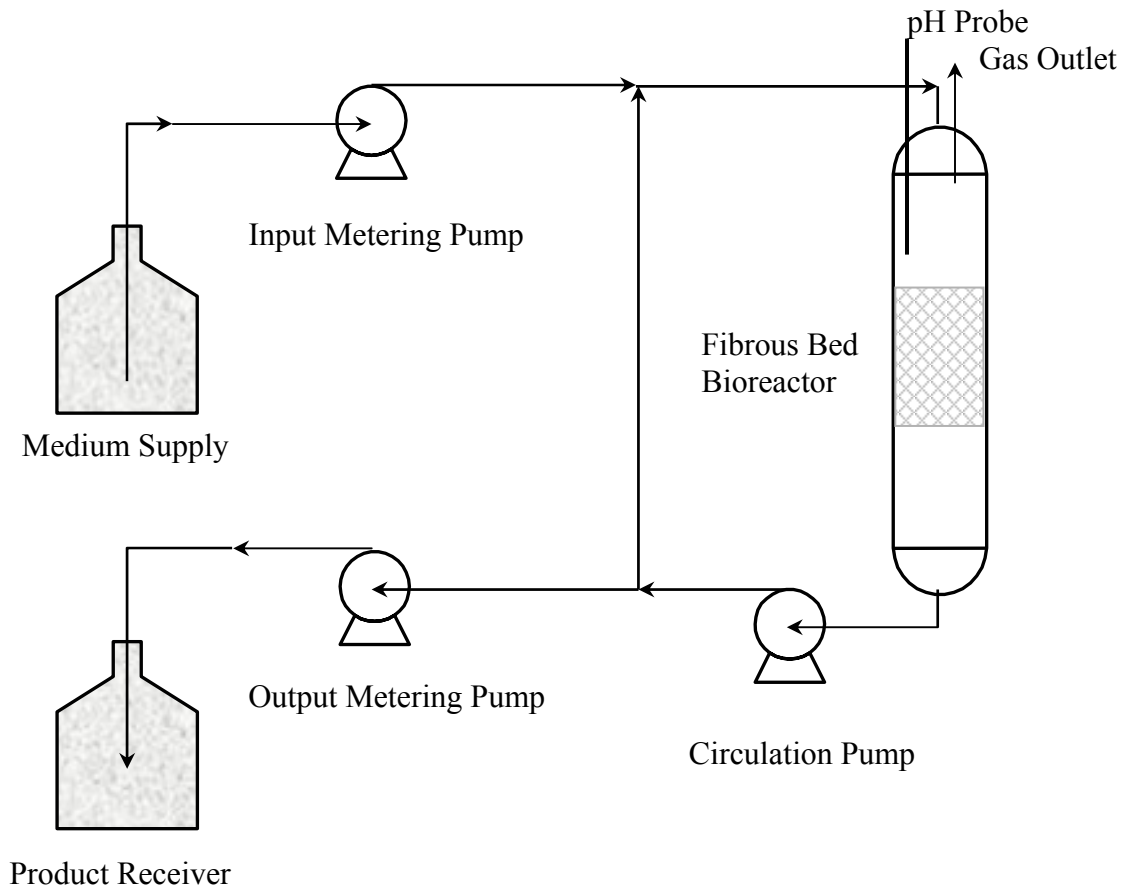 pH Probe
Gas Outlet
Input Metering Pump
Fibrous Bed
Bioreactor
Medium Supply
Output Metering Pump
Circulation Pump
Product Receiver